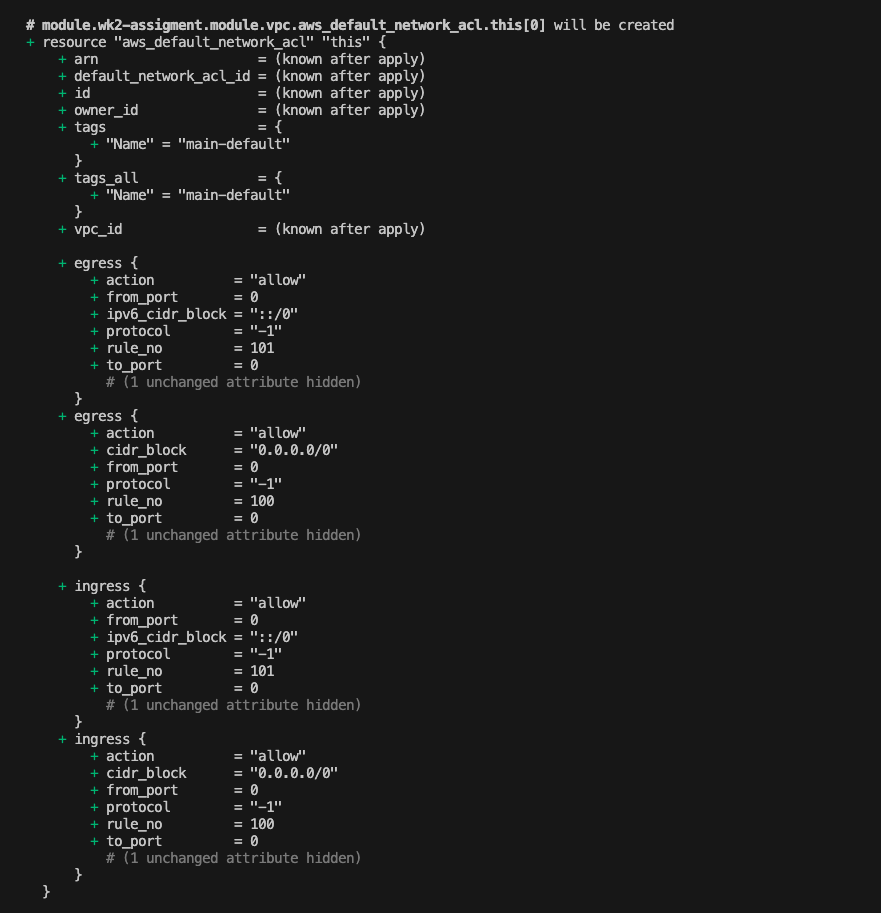 # module.wk2-assigment.module.vpc.aws_default_network_acl.this[0] will be created
+ resource "aws_default_network_acl" "this" {
    + arn                    = (known after apply)
    + default_network_acl_id = (known after apply)
    + id                     = (known after apply)
    + owner_id               = (known after apply)
    + tags                   = {
        + "Name" = "main-default"
      }
    + tags_all               = {
        + "Name" = "main-default"
      }
    + vpc_id                 = (known after apply)

    + egress {
        + action          = "allow"
        + from_port       = 0
        + ipv6_cidr_block = "::/0"
        + protocol        = "-1"
        + rule_no         = 101
        + to_port         = 0
          # (1 unchanged attribute hidden)
      }
    + egress {
        + action          = "allow"
        + cidr_block      = "0.0.0.0/0"
        + from_port       = 0
        + protocol        = "-1"
        + rule_no         = 100
        + to_port         = 0
          # (1 unchanged attribute hidden)
      }

    + ingress {
        + action          = "allow"
        + from_port       = 0
        + ipv6_cidr_block = "::/0"
        + protocol        = "-1"
        + rule_no         = 101
        + to_port         = 0
          # (1 unchanged attribute hidden)
      }
    + ingress {
        + action          = "allow"
        + cidr_block      = "0.0.0.0/0"
        + from_port       = 0
        + protocol        = "-1"
        + rule_no         = 100
        + to_port         = 0
          # (1 unchanged attribute hidden)
      }
  }